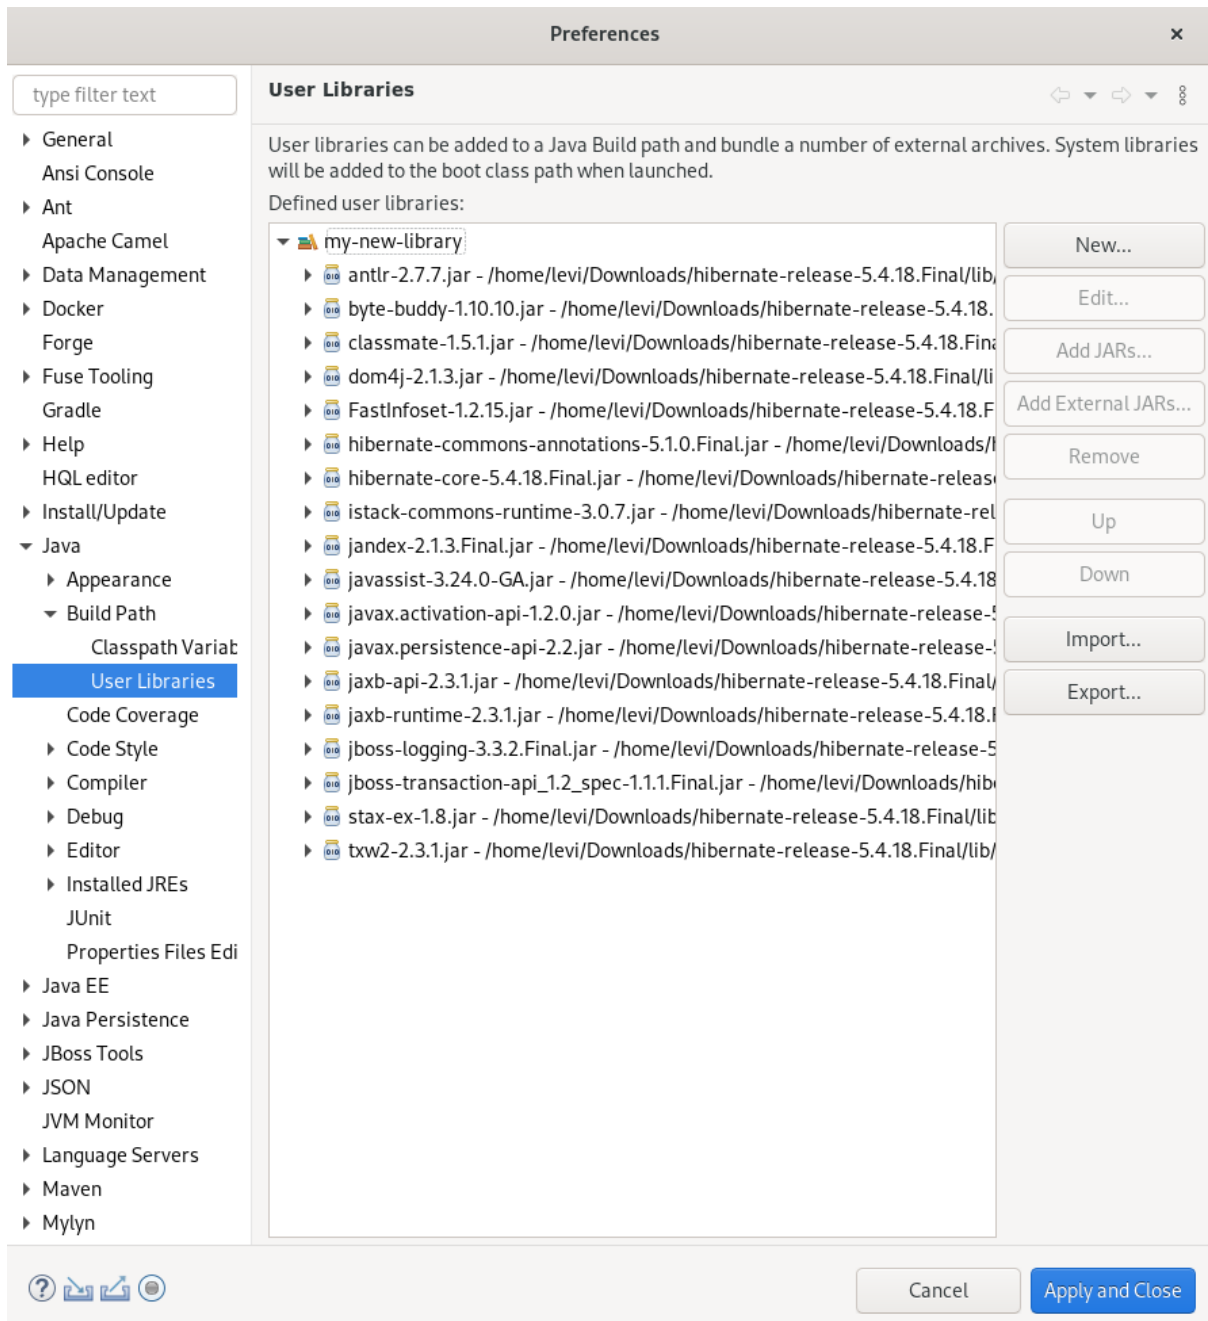 Preferences
type filter text
General
Ansi Console
Ant
Apache Camel
Data Management
Docker
Forge
Fuse Tooling
Gradle
Help
HQL editor
Install/Update
Java
Appearance
Build Path
Classpath Variab
User Libraries
Code Coverage
Code Style
Compiler
Debug
Editor
Installed JREs
JUnit
Properties Files Edi
Java EE
Java Persistence
JBoss Tools
JSON
JVM Monitor
Language Servers
Maven
Mylyn
User Libraries
User libraries can be added to a Java Build path and bundle a number of external archives. System libraries
will be added to the boot class path when launched.
Defined user libraries:
my-new-library
antlr-2.7.7.jar - /home/levi/Downloads/hibernate-release-5.4.18.Final/lib/
byte-buddy-1.10.10.jar - /home/levi/Downloads/hibernate-release-5.4.18.
classmate-1.5.1.jar - /home/levi/Downloads/hibernate-release-5.4.18.Fina
dom4j-2.1.3.jar - /home/levi/Downloads/hibernate-release-5.4.18.Final/li
FastInfoset-1.2.15.jar - /home/levi/Downloads/hibernate-release-5.4.18.F
hibernate-commons-annotations-5.1.0.Final.jar - /home/levi/Downloads/h
hibernate-core-5.4.18.Final.jar - /home/levi/Downloads/hibernate-release
istack-commons-runtime-3.0.7.jar - /home/levi/Downloads/hibernate-rel
jandex-2.1.3.Final.jar - /home/levi/Downloads/hibernate-release-5.4.18.F
javassist-3.24.0-GA.jar - /home/levi/Downloads/hibernate-release-5.4.18
javax.activation-api-1.2.0.jar - /home/levi/Downloads/hibernate-release-5
javax.persistence-api-2.2.jar - /home/levi/Downloads/hibernate-release-5
jaxb-api-2.3.1.jar - /home/levi/Downloads/hibernate-release-5.4.18.Final/
jaxb-runtime-2.3.1.jar - /home/levi/Downloads/hibernate-release-5.4.18.F
jboss-logging-3.3.2.Final.jar - /home/levi/Downloads/hibernate-release-5
jboss-transaction-api_1.2_spec-1.1.1.Final.jar - /home/levi/Downloads/hibe
stax-ex-1.8.jar - /home/levi/Downloads/hibernate-release-5.4.18.Final/lib
txw2-2.3.1.jar - /home/levi/Downloads/hibernate-release-5.4.18.Final/lib/
New...
Edit...
Add JARs...
Add External JARs...
Remove
Up
Down
Import...
Export...
Cancel
Apply and Close